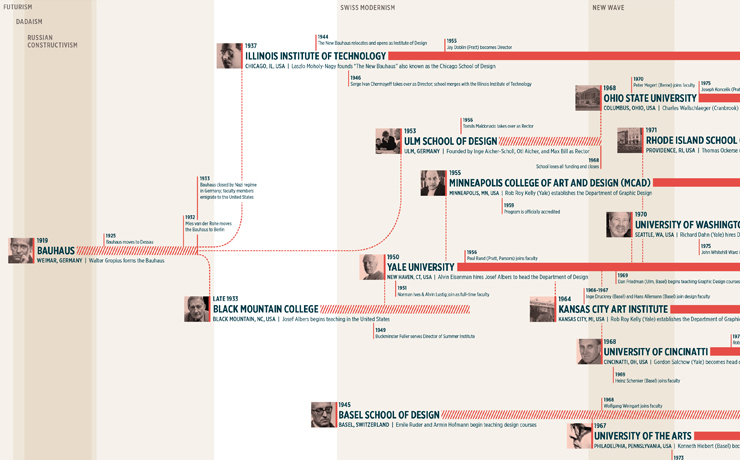 FUTURISM
DADAISM
RUSSIAN
CONSTRUCTIVISM
SWISS MODERNISM
NEW WAVE
1937
ILLINOIS INSTITUTE OF TECHNOLOGY
CHICAGO, IL, USA | Laszlo Moholy-Nagy founds "The New Bauhaus" also known as the Chicago School of Design
1944
The New Bauhaus relocates and opens as Institute of Design
1955
Jay Doblin (Pratt) becomes Director
1946
Serge Ivan Chermayeff takes over as Director; school merges with the Illinois Institute of Technology
1968
OHIO STATE UNIVERSITY
COLUMBUS, OHIO, USA | Charles Wallschlaeger (Cranbrook)
1970
Peter Megert (Berne) joins faculty
1975
Joseph Koncelik (Prat
1953
ULM SCHOOL OF DESIGN
ULM, GERMANY | Founded by Inge Aicher-Scholl, Otl Aicher, and Max Bill as Rector
1956
Tomás Maldonado takes over as Rector
1968
School loses all funding and closes
1971
RHODE ISLAND SCHOOL
PROVIDENCE, RI, USA | Thomas Ockerse
1955
MINNEAPOLIS COLLEGE OF ART AND DESIGN (MCAD)
MINNEAPOLIS, MN, USA | Rob Roy Kelly (Yale) establishes the Department of Graphic Design
1959
Program is officially accredited
1970
UNIVERSITY OF WASHINGT
SEATTLE, WA, USA | Richard Dahn (Yale) hires D
1975
John Whitehill Ward
1919
BAUHAUS
WEIMAR, GERMANY | Walter Gropius forms the Bauhaus
1925
Bauhaus moves to Dessau
1932
Mies van der Rohe moves
the Bauhaus to Berlin
1933
Bauhaus closed by Nazi regime
in Germany; faculty members
emigrate to the United States
1950
YALE UNIVERSITY
NEW HAVEN, CT, USA | Alvin Eisenman hires Josef Albers to head the Department of Design
1956
Paul Rand (Pratt, Parsons) joins faculty
1951
Norman Ives & Alvin Lustig join as full-time faculty
1969
Dan Friedman (Ulm, Basel) begins teaching Graphic Design courses
LATE 1933
BLACK MOUNTAIN COLLEGE
BLACK MOUNTAIN, NC, USA | Josef Albers begins teaching in the United States
1949
Buckminster Fuller serves Director of Summer Institute
1964
KANSAS CITY ART INSTITUTE
KANSAS CITY, MI, USA | Rob Roy Kelly (Yale) establishes the Department of Graphic
1966-1967
Inge Druckrey (Basel) and Hans Allemann (Basel) join design faculty
1968
UNIVERSITY OF CINCINNATI
CINCINNATI, OH, USA | Gordon Salchow (Yale) becomes head
197
Rob
1969
Heinz Schenker (Basel) joins faculty
1945
BASEL SCHOOL OF DESIGN
BASEL, SWITZERLAND | Emile Ruder and Armin Hofmann begin teaching design courses
1968
Wolfgang Weingart joins faculty
1967
UNIVERSITY OF THE ARTS
PHILADELPHIA, PENNSYLVANIA, USA | Kenneth Hiebert (Basel) bec
1973